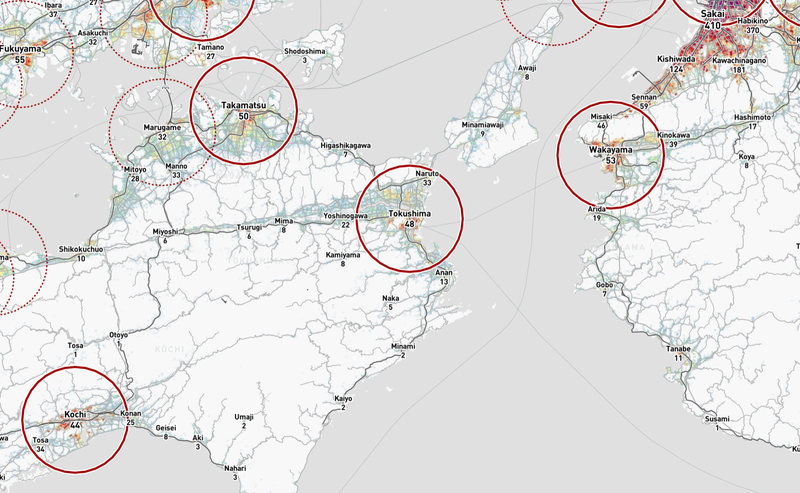 Ibara
37
Asakuchi
32
Fukuyama
55
Tamano
27
Shodoshima
3
Sakai
410
Habikino
370
Kishiwada
124
Kawachinagano
181
Awaji
8
Sennan
59
Takamatsu
50
Marugame
32
Misaki
46
Hashimoto
17
Minamiawaji
9
Kinokawa
39
Higashikagawa
7
Wakayama
53
Koya
8
Manno
33
Mitoyo
28
Naruto
33
Arida
19
Yoshinogawa
22
Tokushima
48
Mima
8
Tsurugi
6
Miyoshi
6
Shikokuchuo
10
Kamiyama
8
Anan
13
Gobo
7
Naka
5
Otoyo
1
Tosa
1
KOCHI
Minami
2
Tanabe
11
Kaiyo
2
Kochi
44
Konan
25
Umaji
2
Susami
1
Geisei
8
Aki
3
Tosa
34
Nahari
3